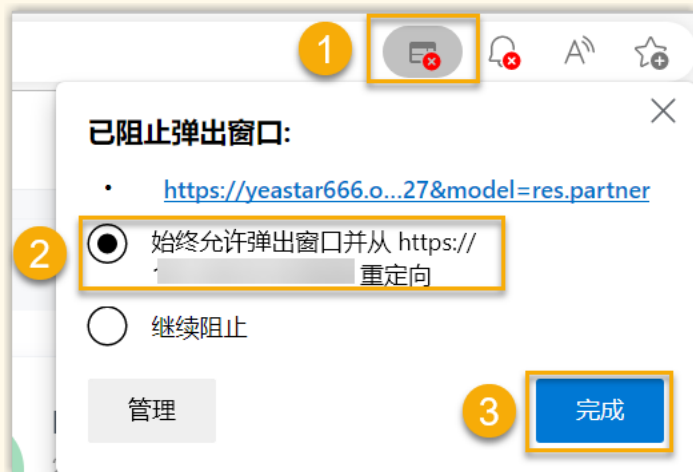 1
A
已阻止弹出窗口:
https://yeastar666.o...27&model=res.partner
2
始终允许弹出窗口并从 https://
重定向
继续阻止
管理
3
完成